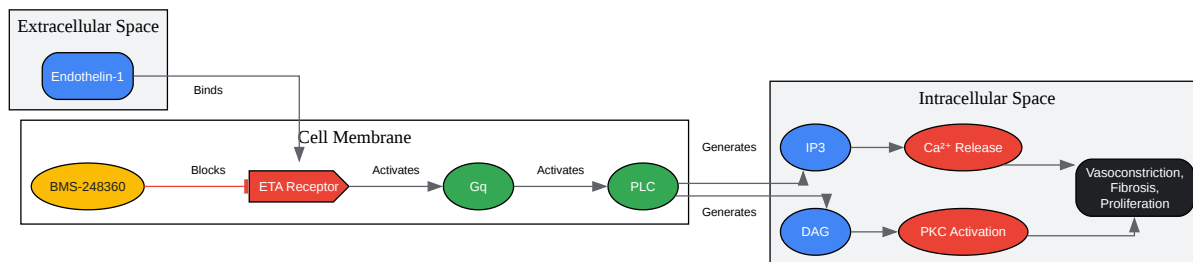 Extracellular Space
Endothelin-1
Binds
Cell Membrane
BMS-248360
Blocks
ETA Receptor
Activates
Gq
Activates
PLC
Generates
Generates
Intracellular Space
IP3
Ca²⁺ Release
DAG
PKC Activation
Vasoconstriction,
Fibrosis,
Proliferation